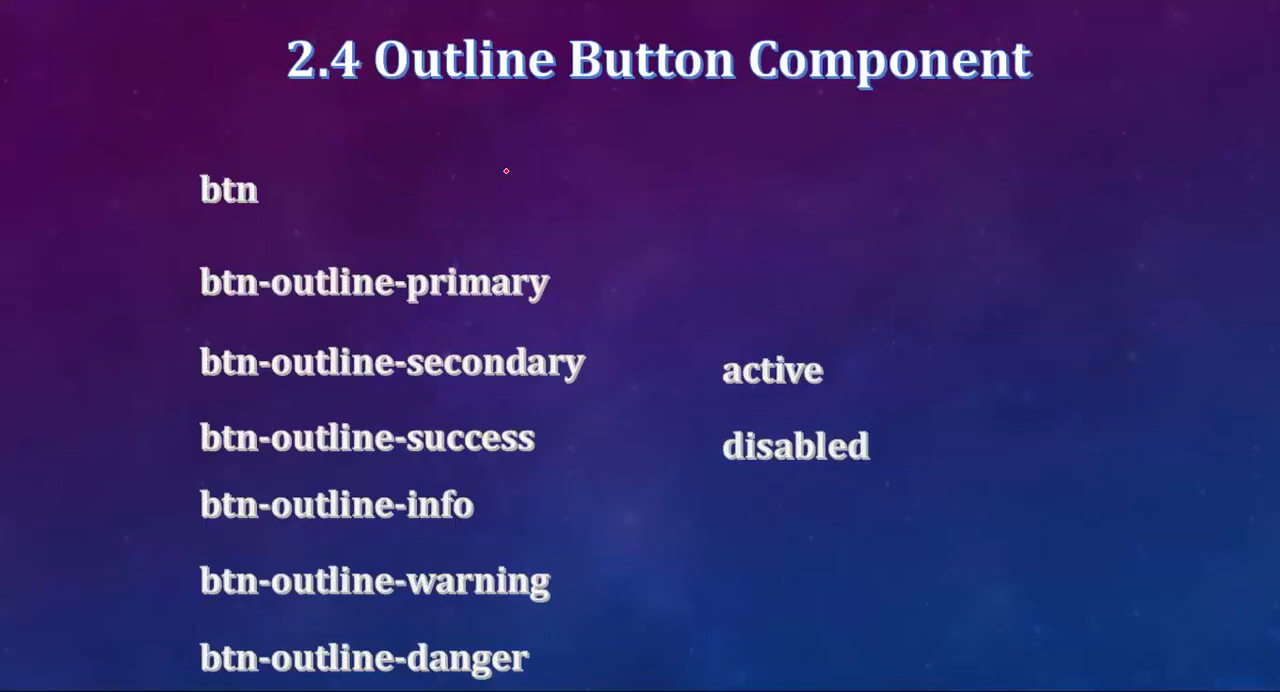 2.4 Outline Button Component
btn
btn-outline-primary
btn-outline-secondary
active
btn-outline-success
disabled
btn-outline-info
btn-outline-warning
btn-outline-danger